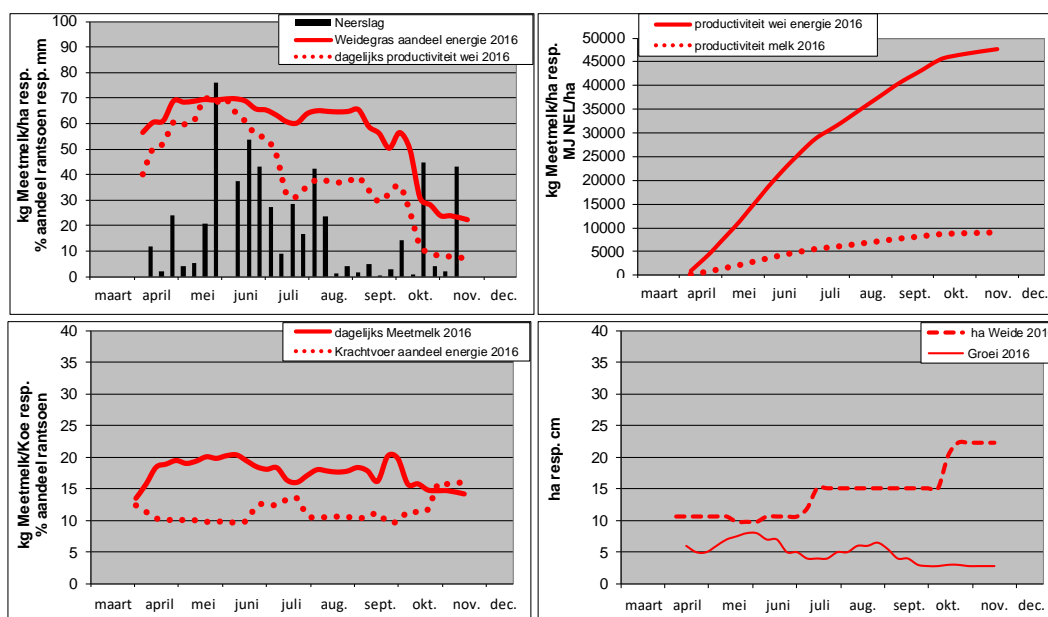 Neerslag
Weidegras aandeel energie 2016
dagelijks productiviteit wei 2016
kg Meetmelk/ha resp.
% aandeel rantsoen resp. mm
100
90
80
70
60
50
40
30
20
10
0
maart april mei juni juli aug. sept. okt. nov. dec.
productiviteit wei energie 2016
productiviteit melk 2016
kg Meetmelk/ha resp.
MJ NEL/ha
50000
45000
40000
35000
30000
25000
20000
15000
10000
5000
0
maart april mei juni juli aug. sept. okt. nov. dec.
dagelijks Meetmelk 2016
Krachtvoer aandeel energie 2016
kg Meetmelk/Koe resp.
% aandeel rantsoen
40
35
30
25
20
15
10
5
0
maart april mei juni juli aug. sept. okt. nov. dec.
ha Weide 2016
Groei 2016
ha resp. cm
40
35
30
25
20
15
10
5
0
maart april mei juni juli aug. sept. okt. nov. dec.